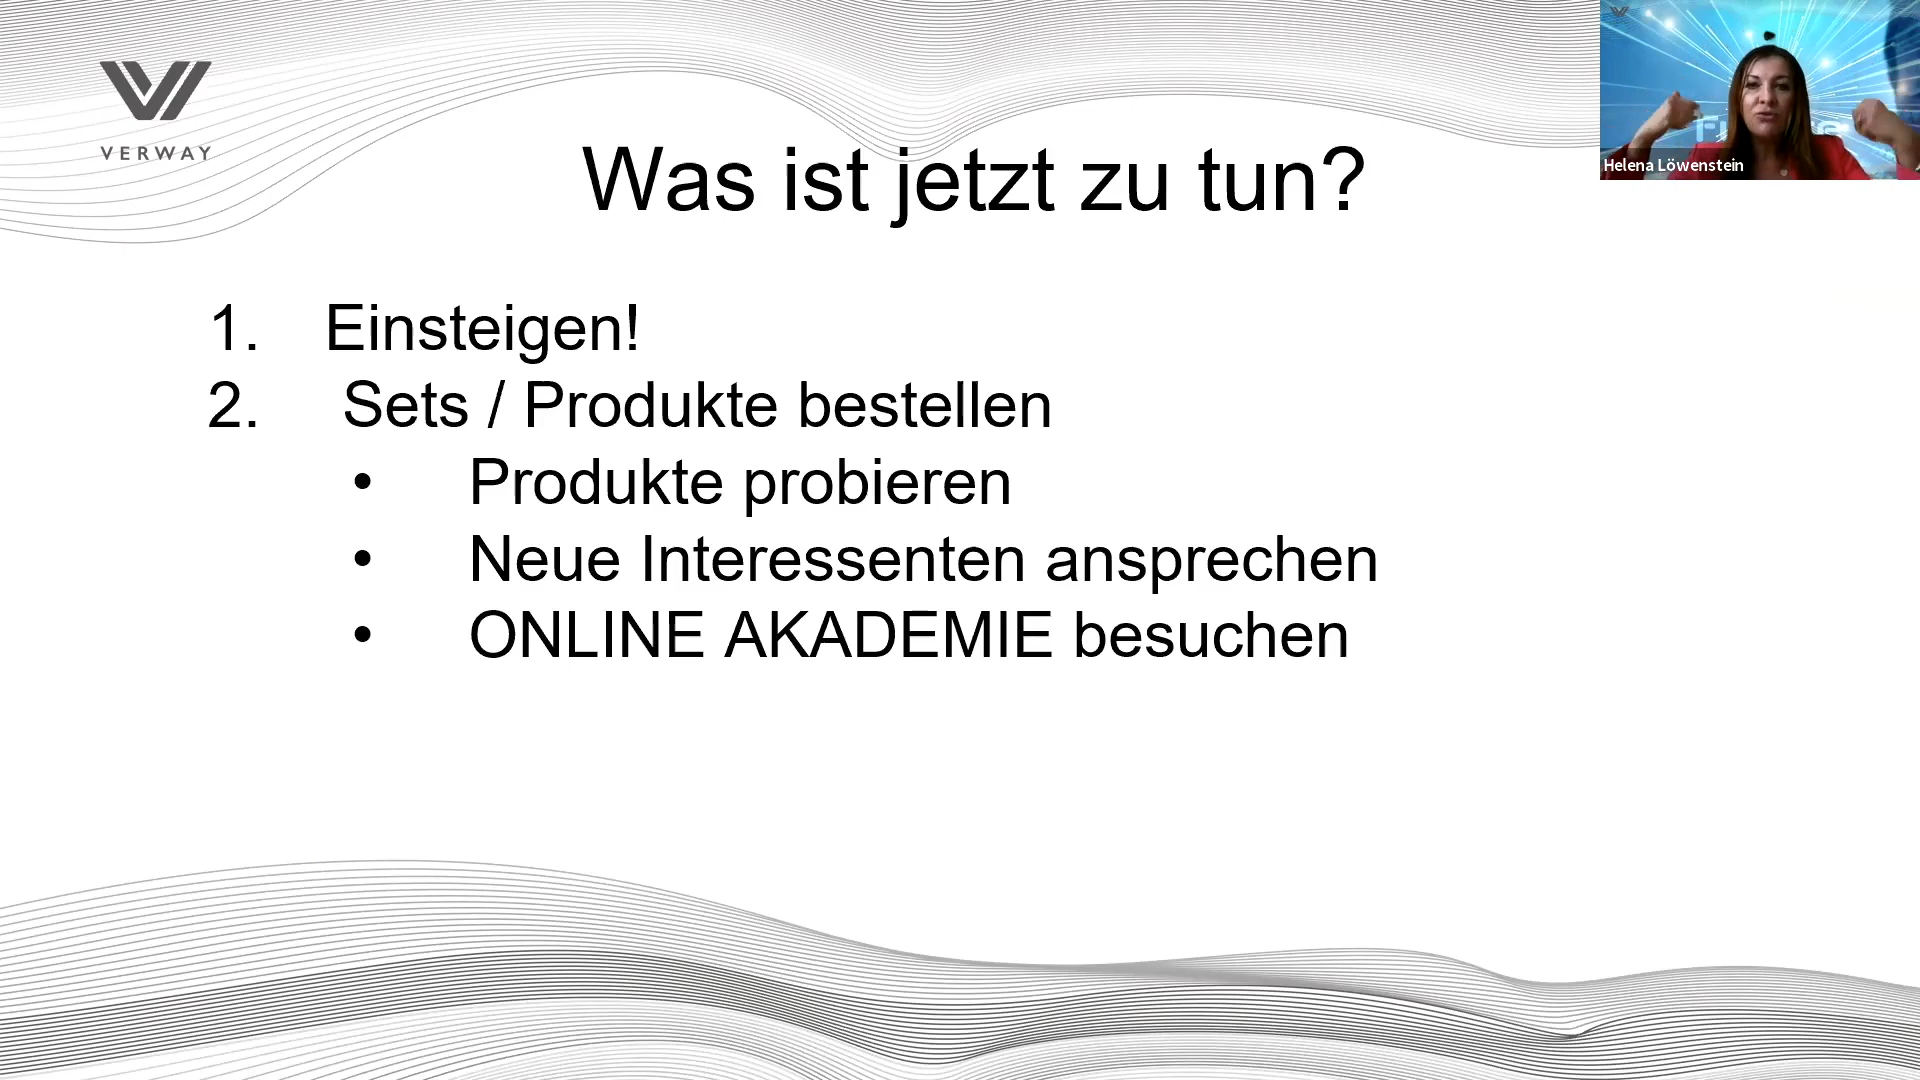 VERWAY
Was ist jetzt zu tun?
Helena Löwenstein
1. Einsteigen!
2. Sets / Produkte bestellen
• Produkte probieren
• Neue Interessenten ansprechen
• ONLINE AKADEMIE besuchen